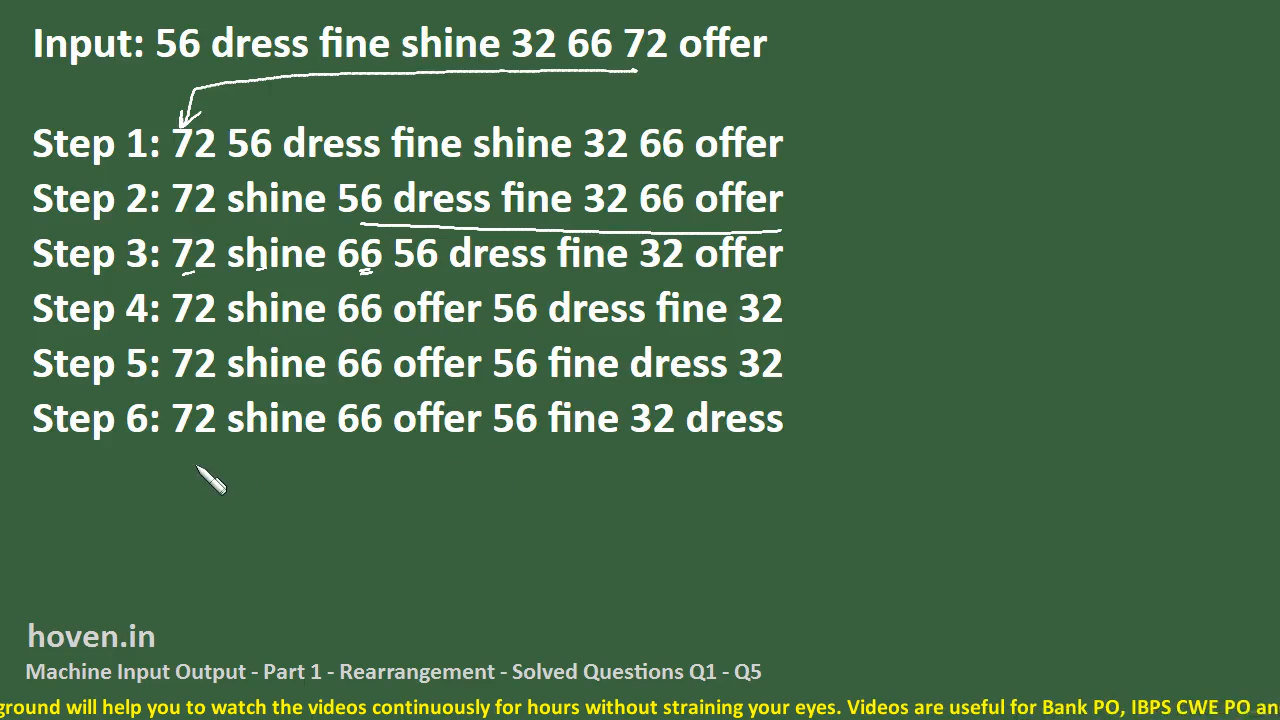 Input: 56 dress fine shine 32 66 72 offer
Step 1: 72 56 dress fine shine 32 66 offer
Step 2: 72 shine 56 dress fine 32 66 offer
Step 3: 72 shine 66 56 dress fine 32 offer
Step 4: 72 shine 66 offer 56 dress fine 32
Step 5: 72 shine 66 offer 56 fine dress 32
Step 6: 72 shine 66 offer 56 fine 32 dress
hoven.in
Machine Input Output - Part 1 - Rearrangement - Solved Questions Q1 - Q5
ground will help you to watch the videos continuously for hours without straining your eyes. Videos are useful for Bank PO, IBPS CWE PO an